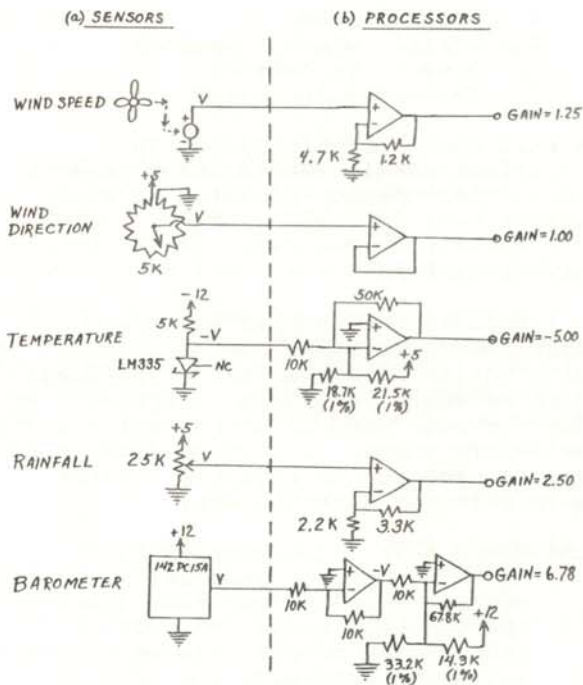 (a) SENSORS
(b) PROCESSORS
WIND SPEED
V
+
-
+
-
GAIN = 1.25
4.7K
1.2K
+5
WIND
DIRECTION
V
5K
+
-
GAIN = 1.00
-12
5K
50K
TEMPERATURE
-V
10K
+
-
GAIN = -5.00
LM335
NC
+5
18.7K
(1%)
21.5K
(1%)
+5
RAINFALL
25K
V
+
-
GAIN = 2.50
2.2K
3.3K
+12
BAROMETER
142PC15A
V
10K
+
-
-V
10K
10K
+
-
GAIN = 6.78
67.8K
+12
33.2K
(1%)
14.3K
(1%)